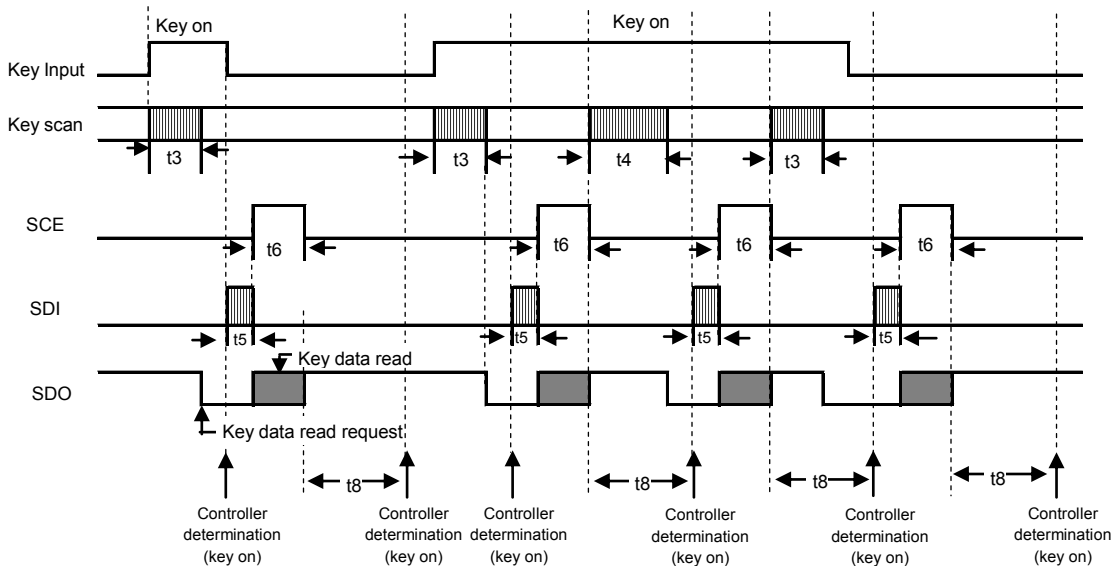 Key on
Key on
Key Input
Key scan
t3
t3
t4
t3
SCE
t6
t6
t6
t6
SDI
t5
t5
t5
t5
Key data read
SDO
Key data read request
t8
t8
t8
t8
Controller
determination
(key on)
Controller
determination
(key on)
Controller
determination
(key on)
Controller
determination
(key on)
Controller
determination
(key on)
Controller
determination
(key on)